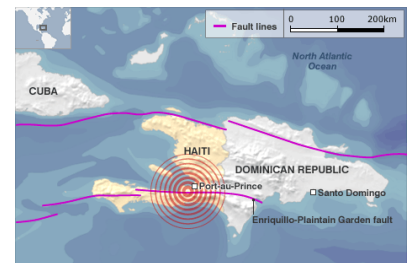 Fault lines
0 100 200km
North Atlantic
Ocean
CUBA
HAITI
DOMINICAN REPUBLIC
Port-au-Prince
Santo Domingo
Enriquillo-Plaintain Garden fault